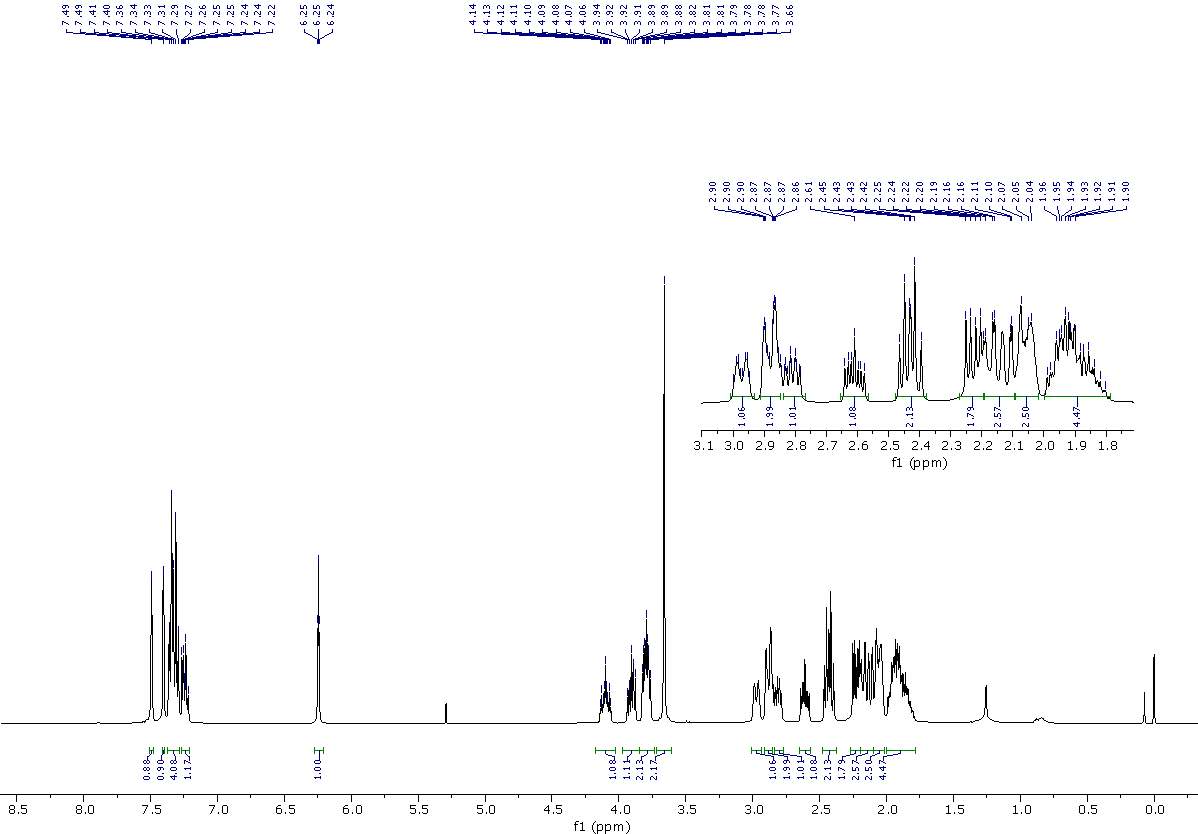 7.49 7.49 7.41 7.40 7.36 7.34 7.33 7.31 7.29 7.27 7.26 7.25 7.25 7.24 7.24 7.22 6.25 6.25 6.24 4.14 4.13 4.12 4.11 4.10 4.09 4.08 4.07 4.06 3.94 3.92 3.92 3.91 3.89 3.89 3.88 3.82 3.81 3.81 3.79 3.78 3.78 3.77 3.66
2.90 2.90 2.90 2.87 2.87 2.87 2.86 2.61 2.45 2.43 2.43 2.42 2.25 2.24 2.22 2.20 2.19 2.16 2.16 2.11 2.10 2.07 2.05 2.04 1.96 1.95 1.94 1.93 1.92 1.91 1.90
1.06 1.99 1.01 1.08 2.13 1.79 2.57 2.50 4.47
3.1 3.0 2.9 2.8 2.7 2.6 2.5 2.4 2.3 2.2 2.1 2.0 1.9 1.8
f1 (ppm)
0.88 0.90 4.08 1.17 1.00 1.08 1.11 2.13 2.17 1.06 1.99 1.01 1.08 2.13 1.79 2.57 2.50 4.47
8.5 8.0 7.5 7.0 6.5 6.0 5.5 5.0 4.5 4.0 3.5 3.0 2.5 2.0 1.5 1.0 0.5 0.0
f1 (ppm)